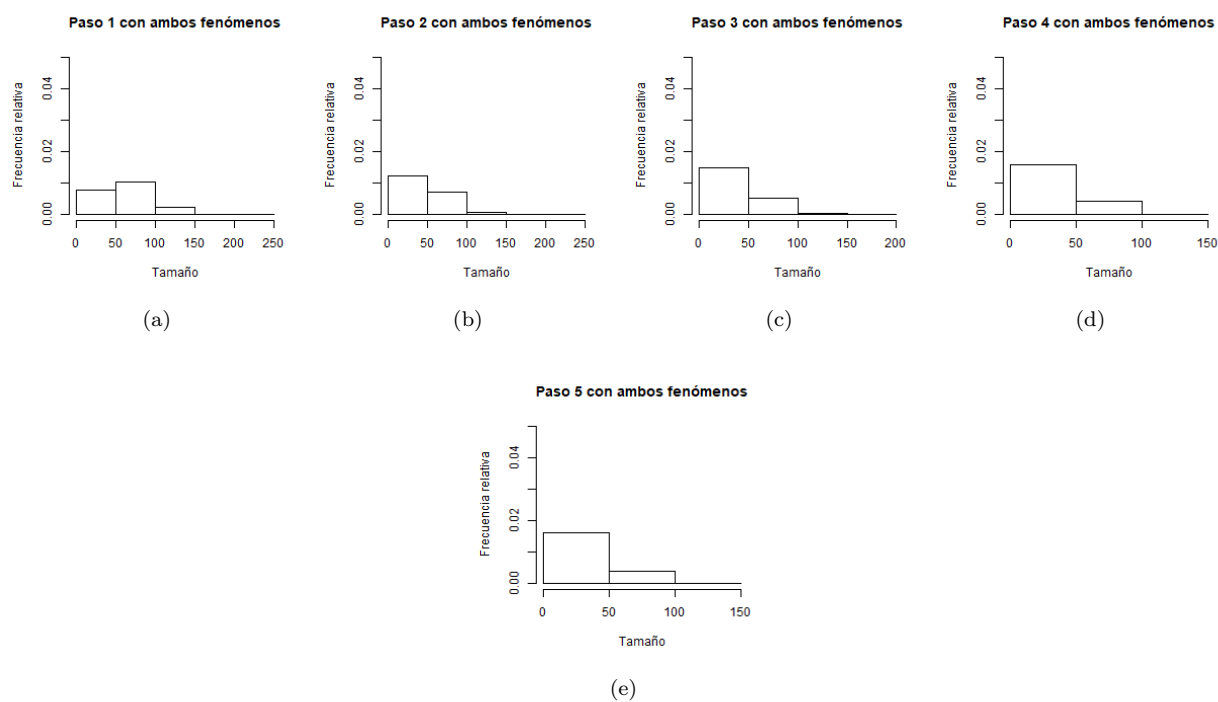 Paso 1 con ambos fenómenos
Frecuencia relativa
0.00 0.02 0.04
0 50 100 150 200 250
Tamaño
(a)
Paso 2 con ambos fenómenos
Frecuencia relativa
0.00 0.02 0.04
0 50 100 150 200 250
Tamaño
(b)
Paso 3 con ambos fenómenos
Frecuencia relativa
0.00 0.02 0.04
0 50 100 150 200
Tamaño
(c)
Paso 4 con ambos fenómenos
Frecuencia relativa
0.00 0.02 0.04
0 50 100 150
Tamaño
(d)
Paso 5 con ambos fenómenos
Frecuencia relativa
0.00 0.02 0.04
0 50 100 150
Tamaño
(e)